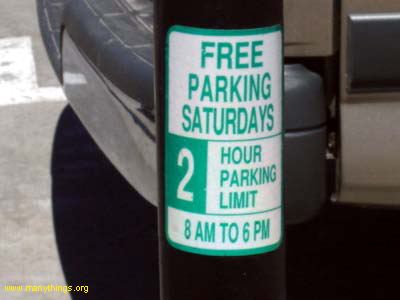 FREE
PARKING
SATURDAYS
2 HOUR
PARKING
LIMIT
8 AM TO 6 PM
www.manythings.org